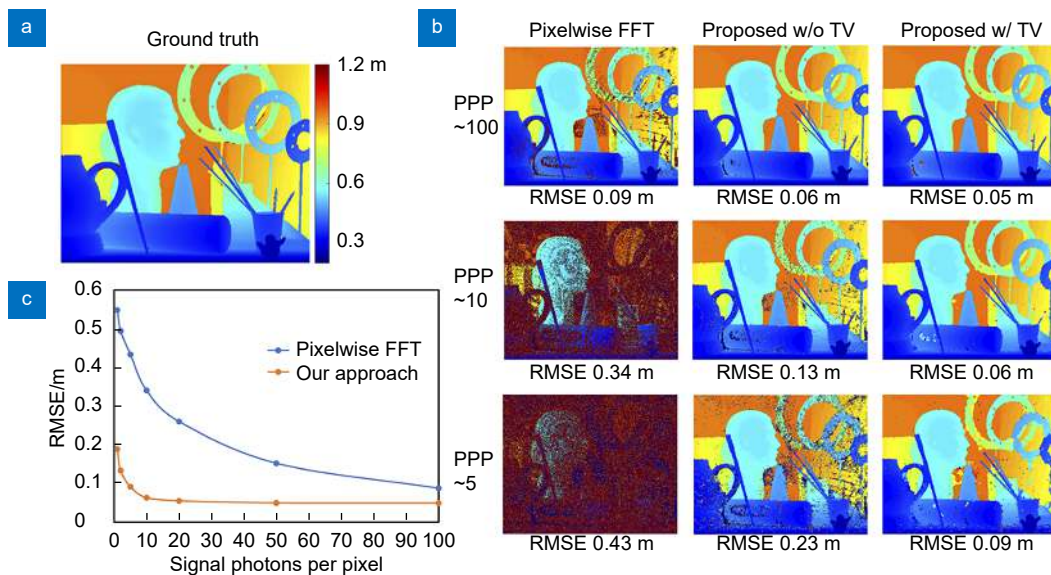 a
Ground truth
1.2 m
0.9
0.6
0.3
b
Pixelwise FFT
Proposed w/o TV
Proposed w/ TV
PPP
~100
RMSE 0.09 m
RMSE 0.06 m
RMSE 0.05 m
PPP
~10
RMSE 0.34 m
RMSE 0.13 m
RMSE 0.06 m
PPP
~5
RMSE 0.43 m
RMSE 0.23 m
RMSE 0.09 m
c
0.6
0.5
0.4
0.3
0.2
0.1
0
RMSE/m
Pixelwise FFT
Our approach
0 10 20 30 40 50 60 70 80 90 100
Signal photons per pixel